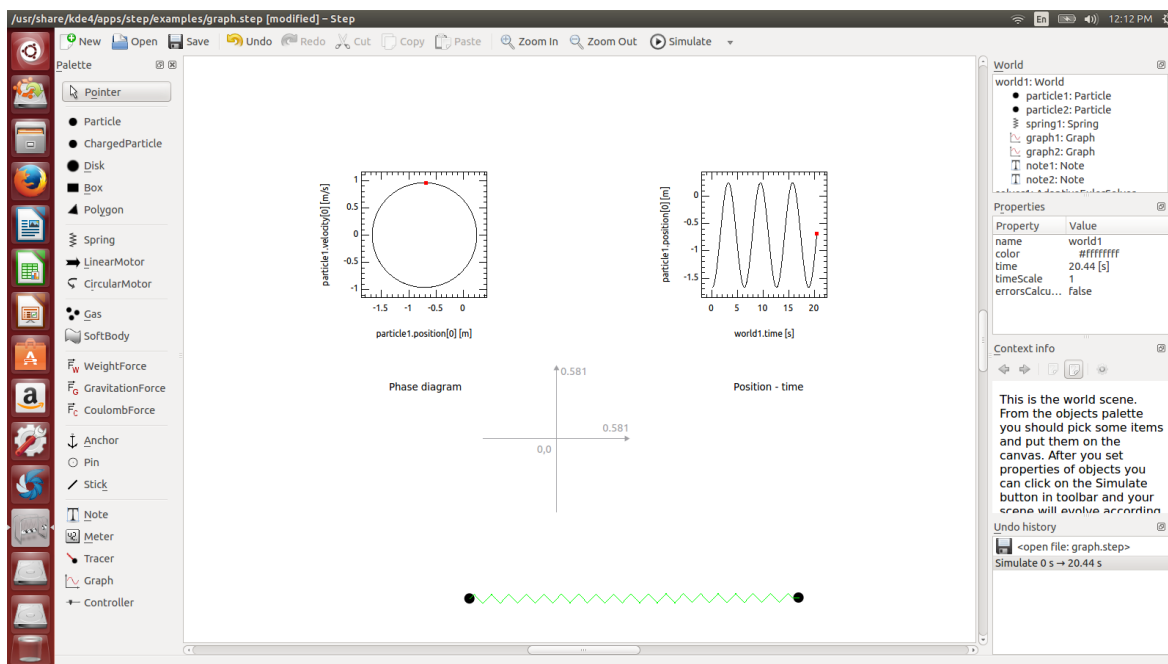 /usr/share/kde4/apps/step/examples/graph.step [modified] – Step
En
12:12 PM
New Open Save Undo Redo Cut Copy Paste Zoom In Zoom Out Simulate
Palette
Pointer
Particle
ChargedParticle
Disk
Box
Polygon
Spring
LinearMotor
CircularMotor
Gas
SoftBody
WeightForce
GravitationForce
CoulombForce
Anchor
Pin
Stick
Note
Meter
Tracer
Graph
Controller
particle1.velocity[0] [m/s]
1
0.5
0
-0.5
-1
-1.5 -1 -0.5 0
particle1.position[0] [m]
Phase diagram
particle1.position[0] [m]
0
-0.5
-1
-1.5
0 5 10 15 20
world1.time [s]
Position - time
0.581
0.581
0,0
World
world1: World
particle1: Particle
particle2: Particle
spring1: Spring
graph1: Graph
graph2: Graph
note1: Note
note2: Note
Properties
Property Value
name world1
color #ffffffff
time 20.44 [s]
timeScale 1
errorsCalcu... false
Context info
This is the world scene.
From the objects palette
you should pick some items
and put them on the
canvas. After you set
properties of objects you
can click on the Simulate
button in toolbar and your
scene will evolve according
Undo history
<open file: graph.step>
Simulate 0 s → 20.44 s